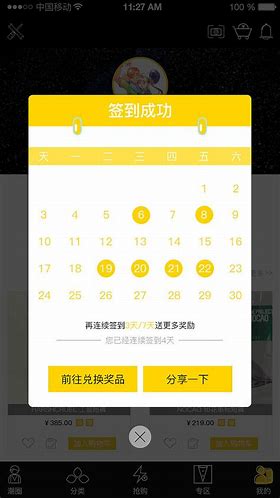 中国移动 11:27 AM 100%
签到成功
天 一 二 三 四 五 六
1 2
3 4 5 6 7 8 9
10 11 12 13 14 15 16
17 18 19 20 21 22 23
24 25 26 27 28 29 30
再连续签到3天/7天送更多奖励
您已经连续签到4天
前往兑换奖品 分享一下
¥385.00 ¥219.00
加入购物车 加入购物车
潮圈 分类 抢购 专区 我的